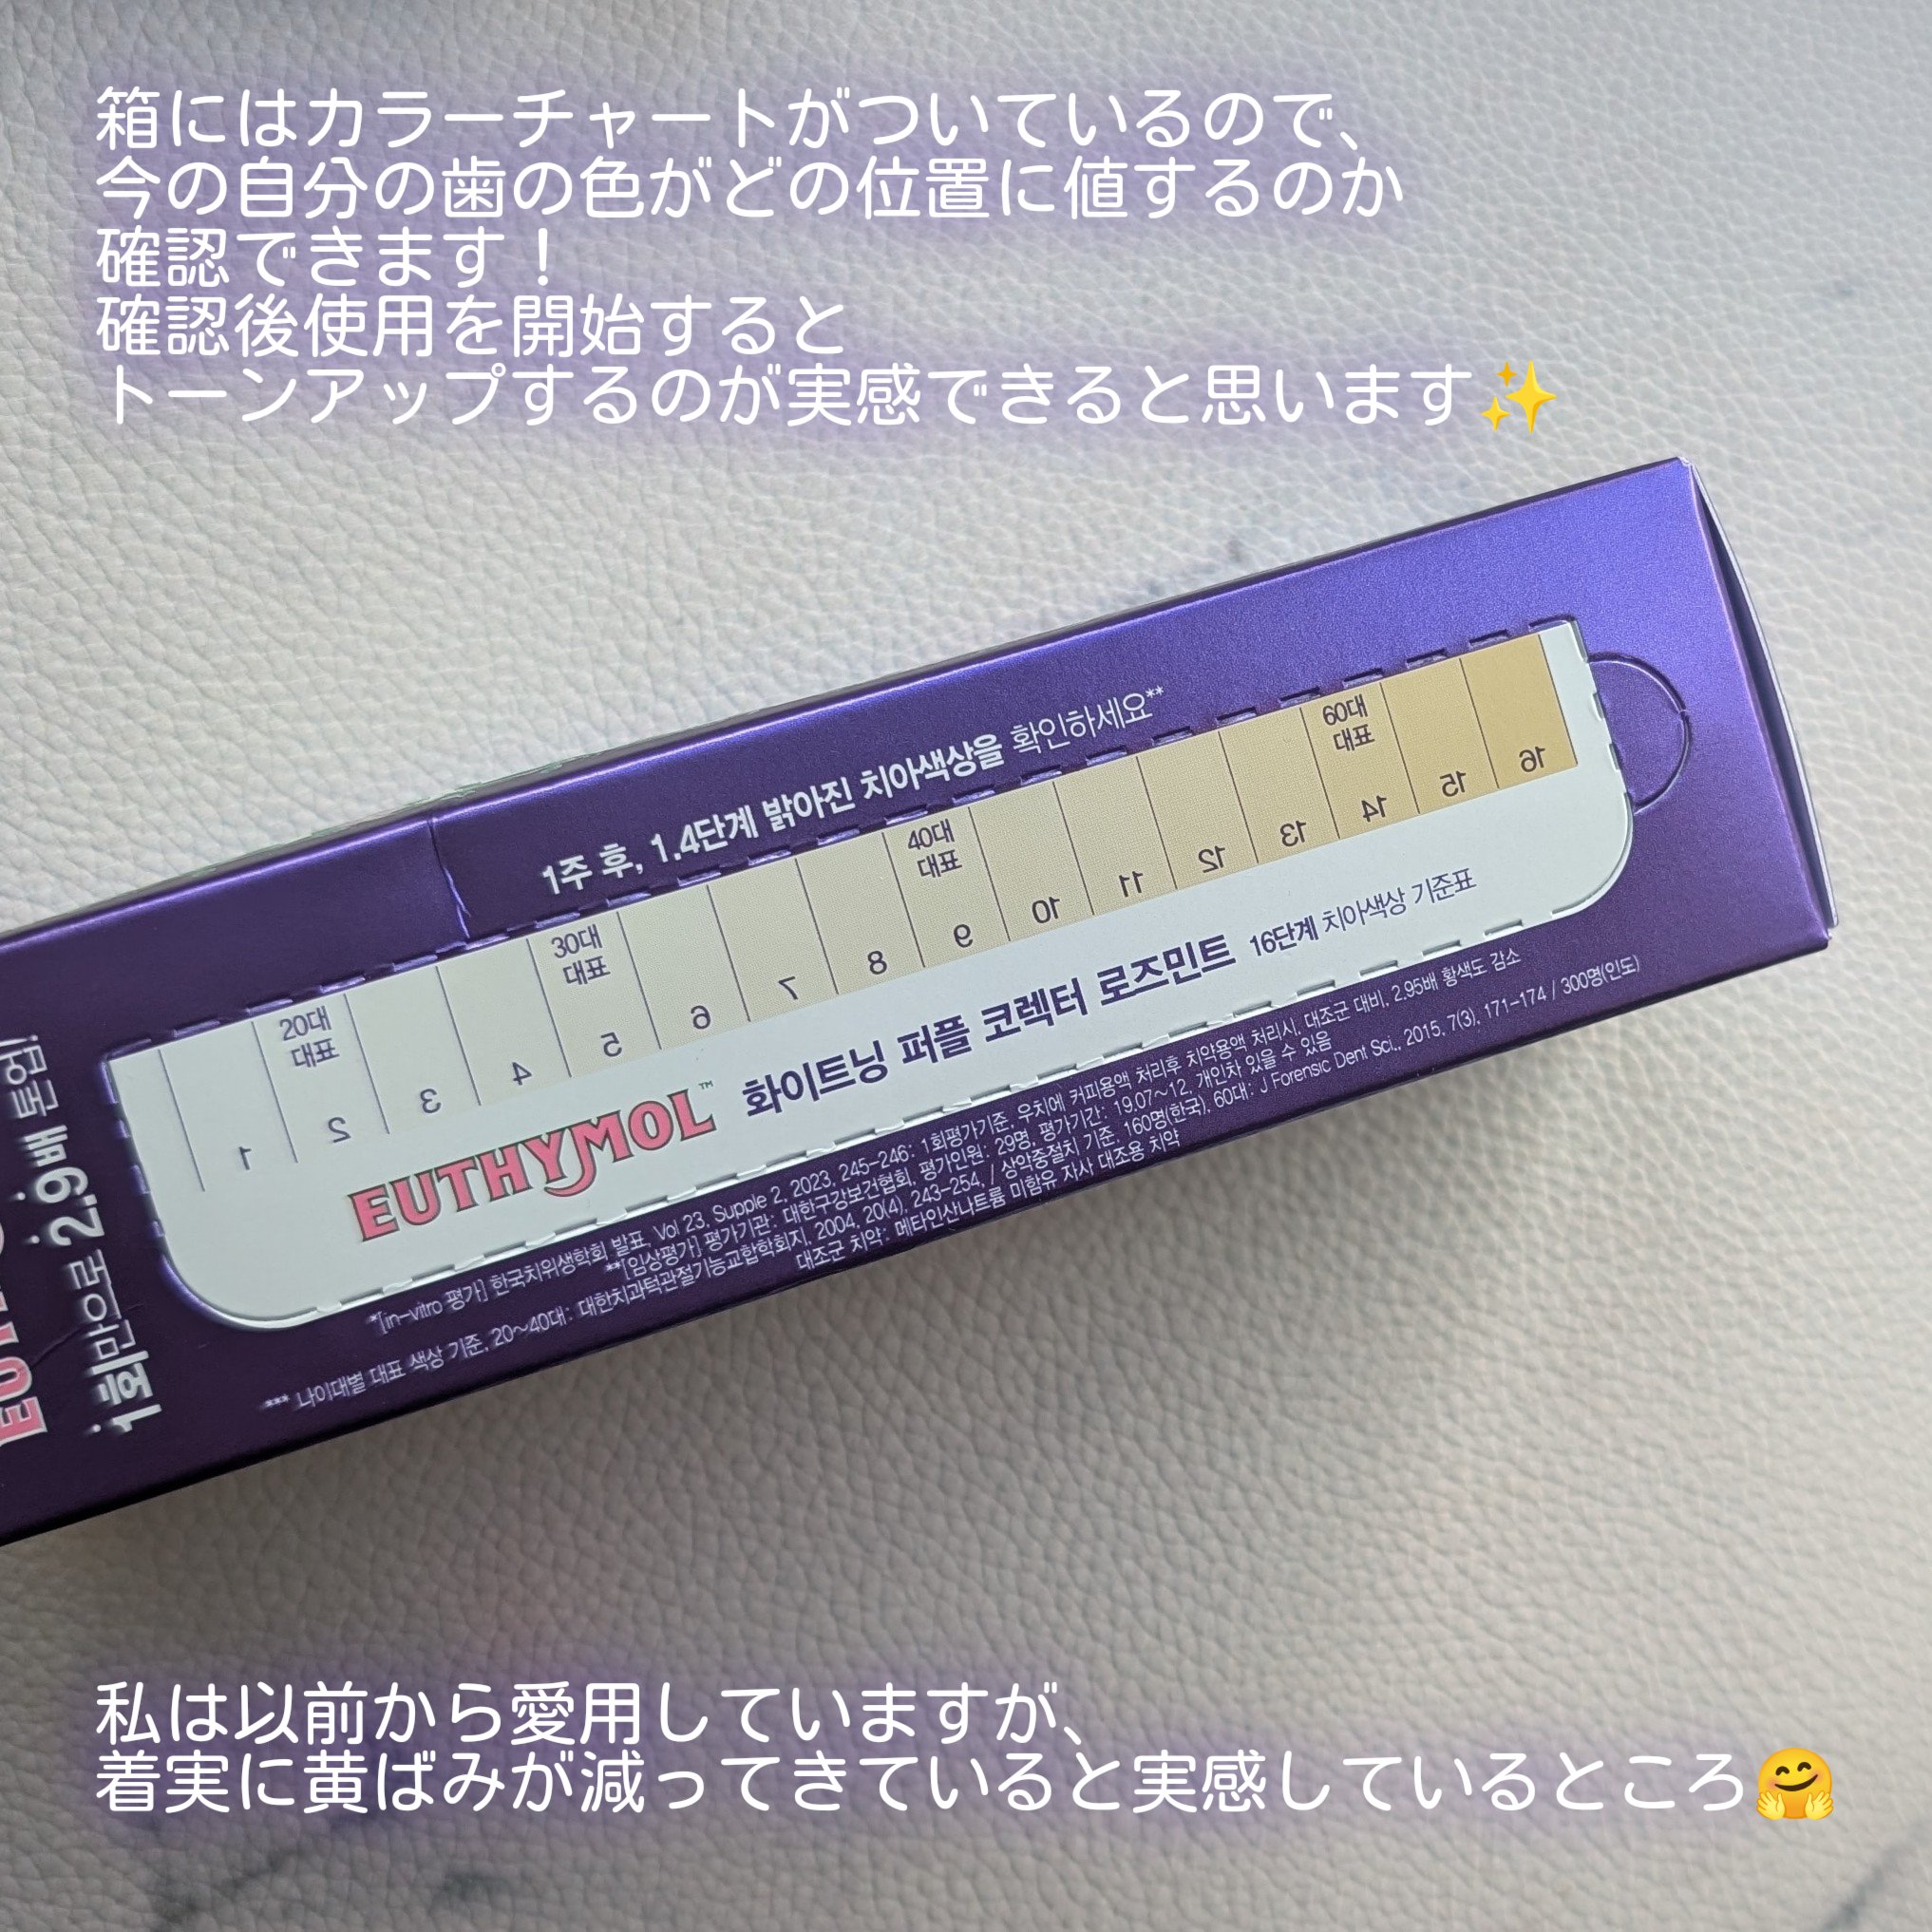 箱にはカラーチャートがついているので、
今の自分の歯の色がどの位置に値するのか
確認できます！
確認後使用を開始すると
トーンアップするのが実感できると思います✨
1주 후, 1.4단계 밝아진 치아색상을 확인하세요**
20대
대표
30대
대표
40대
대표
60대
대표
1 2 3 4 5 6 7 8 9 10 11 12 13 14 15 16
EUTHYMOL™ 화이트닝 퍼플 코렉터 로즈민트 16단계 치아색상 기준표
*[in-vitro 평가] 한국치위생학회 발표, Vol 23. Supple 2, 2023, 245-246: 1회평가기준, 우치에 커피용액 처리후 치약용액 처리시, 대조군 대비, 2.95배 황색도 감소
**[임상평가] 평가기관: 대한구강보건협회, 평가인원: 29명, 평가기간: 19.07~12, 개인차 있을 수 있음
*** 나이대별 대표 색상 기준, 20~40대: 대한치과턱관절기능교합학회지, 2004, 20(4), 243-254, / 상악중절치 기준, 160명(한국), 60대: J Forensic Dent Sci., 2015, 7(3), 171-174 / 300명(인도)
대조군 치약: 메타인산나트륨 미함유 자사 대조용 치약
1회만으로 2.9배
私は以前から愛用していますが、
着実に黄ばみが減ってきていると実感しているところ🤗